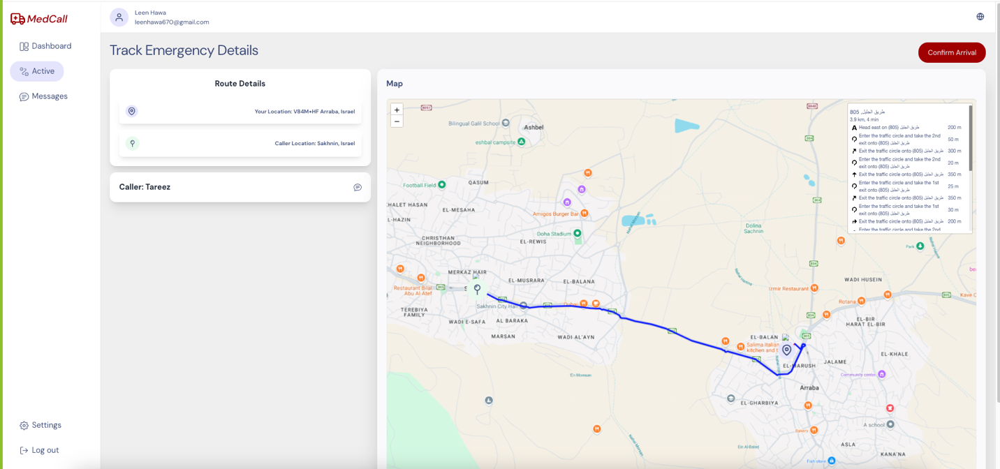 MedCall
Leen Hawa
leenhawa670@gmail.com
Dashboard
Active
Messages
Settings
Log out
Track Emergency Details
Confirm Arrival
Route Details
Your Location: V84M+HF Arraba, Israel
Caller Location: Sakhnin, Israel
Caller: Tareez
Map
+
−
طريق الجليل, 805
3.9 km, 4 min
Head east on (805) طريق الجليل 200 m
Enter the traffic circle and take the 2nd
exit onto (805) طريق الجليل 50 m
Exit the traffic circle onto (805) طريق الجليل 300 m
Enter the traffic circle and take the 2nd
exit onto (805) طريق الجليل 20 m
Exit the traffic circle onto (805) طريق الجليل 350 m
Enter the traffic circle and take the 1st
exit onto (805) طريق الجليل 25 m
Exit the traffic circle onto (805) طريق الجليل 350 m
Enter the traffic circle and take the 1st
exit onto (805) طريق الجليل 30 m
Exit the traffic circle onto (805) طريق الجليل 200 m
Enter the traffic circle and take the 2nd
Bilingual Galil School
Ashbel
eshbal campsite
804
Football Field
QASUM
KHALET HASAN
EL-MESAHA
L-HAZIN
Amigos Burger Bar
804
Nahal
Dolina
Sachnin
CHRISTHAN
NEIGHBORHOOD
Doha Stadium
EL-REWIS
Park
MERKAZ HAIR
804
EL-MUSRARA
EL-BALANA
WADI HUSEIN
be
Restaurant Bil
Abu Al Atef
Izmir Restaurant
Rotana
Kave C
Sakhnin City Hall
Dubai
TEREBIYA
FAMILY
WADI E-SAFA
AL BARAKA
MARSAN
WADI AL'AYN
804
EL-BIR
HARAT EL-BIR
EL-BALAN
805
Salima italian
kitchen and t
EL-MARUSH
JALAME
EL-KHALE
Community center
Arraba
EL-GHARBIYA
A school
Bakery
ASLA
Ein Al-Balad
KANA'NA
Fish store